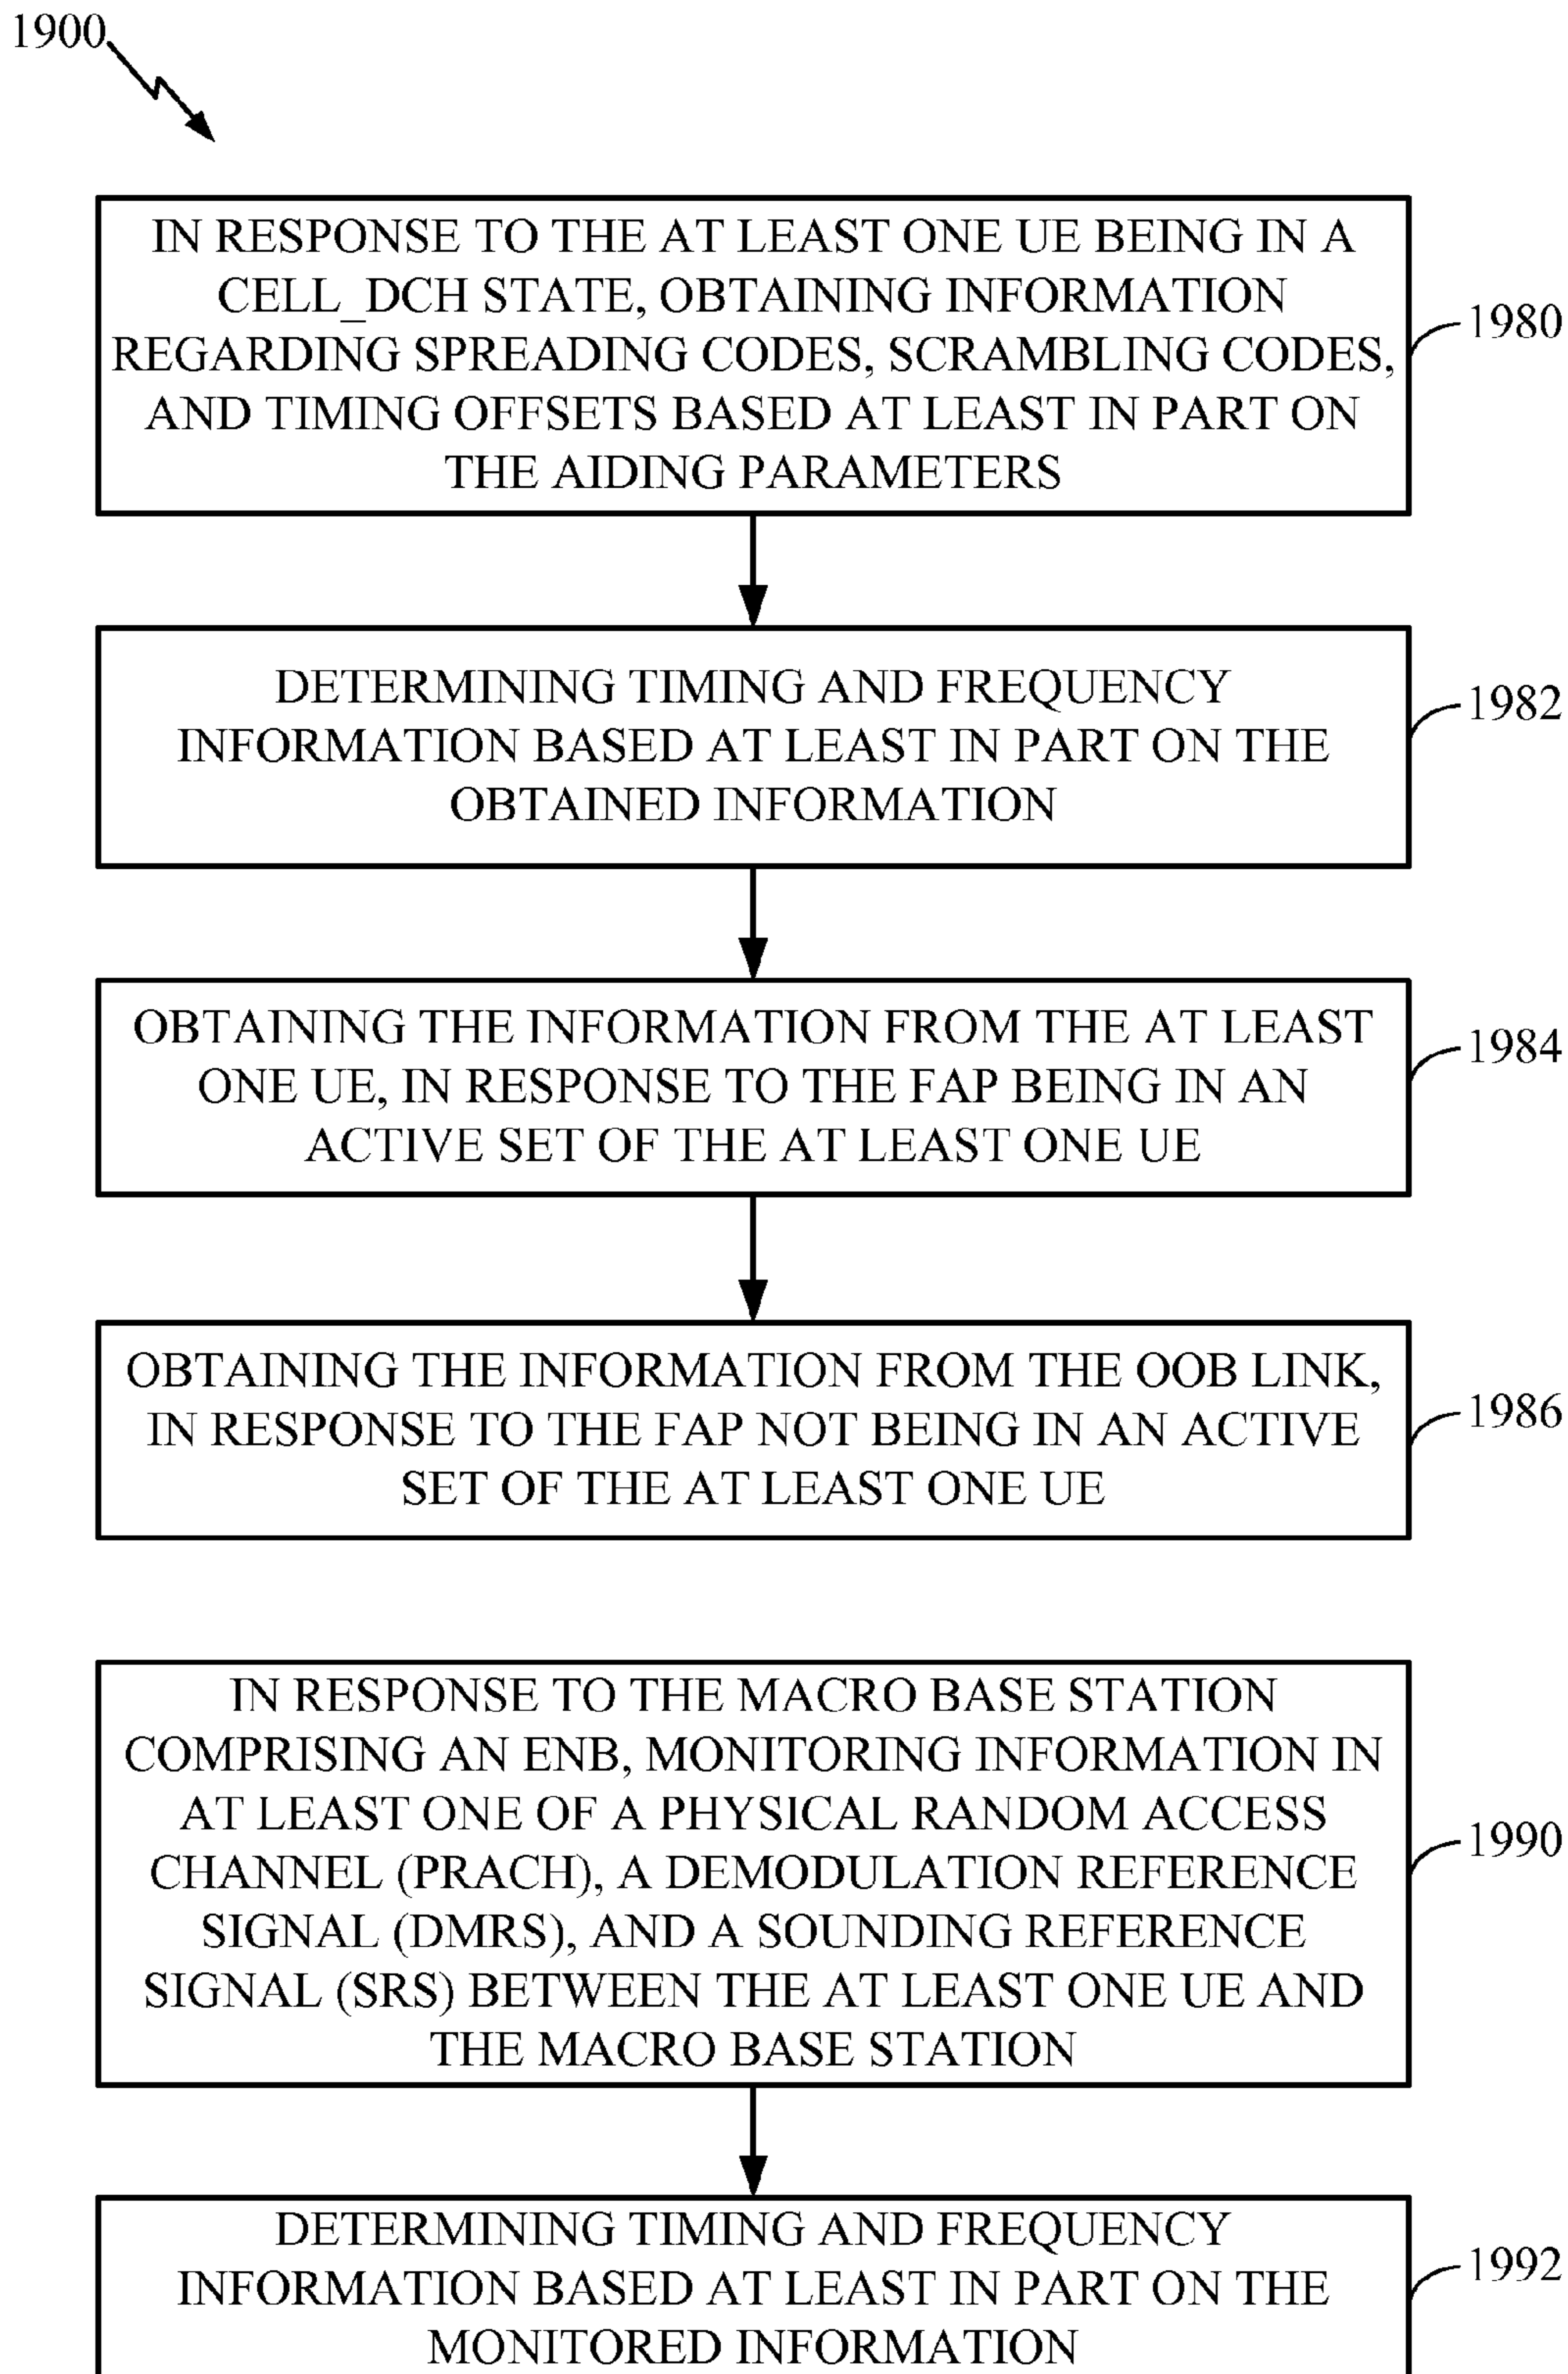 1900
IN RESPONSE TO THE AT LEAST ONE UE BEING IN A
CELL_DCH STATE, OBTAINING INFORMATION
REGARDING SPREADING CODES, SCRAMBLING CODES,
AND TIMING OFFSETS BASED AT LEAST IN PART ON
THE AIDING PARAMETERS
1980
DETERMINING TIMING AND FREQUENCY
INFORMATION BASED AT LEAST IN PART ON THE
OBTAINED INFORMATION
1982
OBTAINING THE INFORMATION FROM THE AT LEAST
ONE UE, IN RESPONSE TO THE FAP BEING IN AN
ACTIVE SET OF THE AT LEAST ONE UE
1984
OBTAINING THE INFORMATION FROM THE OOB LINK,
IN RESPONSE TO THE FAP NOT BEING IN AN ACTIVE
SET OF THE AT LEAST ONE UE
1986
IN RESPONSE TO THE MACRO BASE STATION
COMPRISING AN ENB, MONITORING INFORMATION IN
AT LEAST ONE OF A PHYSICAL RANDOM ACCESS
CHANNEL (PRACH), A DEMODULATION REFERENCE
SIGNAL (DMRS), AND A SOUNDING REFERENCE
SIGNAL (SRS) BETWEEN THE AT LEAST ONE UE AND
THE MACRO BASE STATION
1990
DETERMINING TIMING AND FREQUENCY
INFORMATION BASED AT LEAST IN PART ON THE
MONITORED INFORMATION
1992